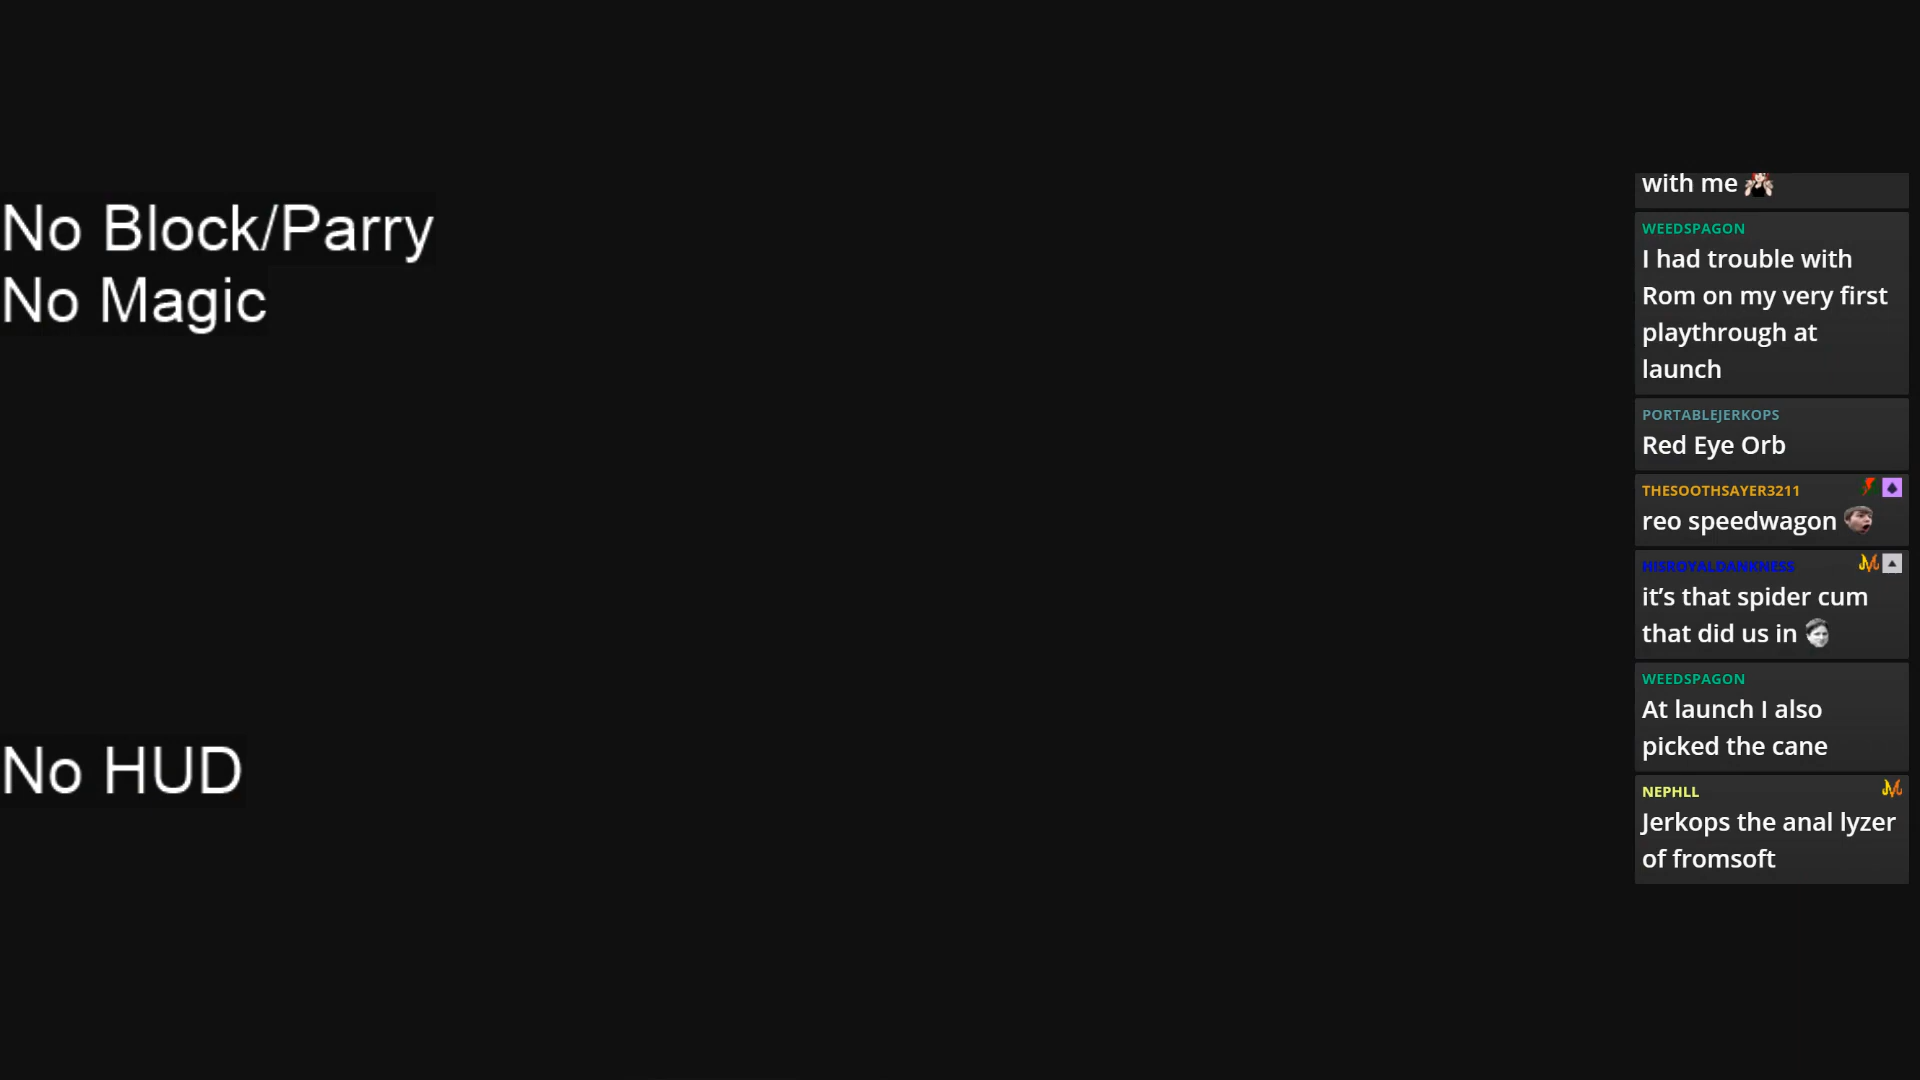 No Block/Parry
No Magic
No HUD
with me
WEEDSPAGON
I had trouble with
Rom on my very first
playthrough at
launch
PORTABLEJERKOPS
Red Eye Orb
THESOOTHSAYER3211
reo speedwagon
HISROYALDANKNESS
it’s that spider cum
that did us in
WEEDSPAGON
At launch I also
picked the cane
NEPHLL
Jerkops the anal lyzer
of fromsoft